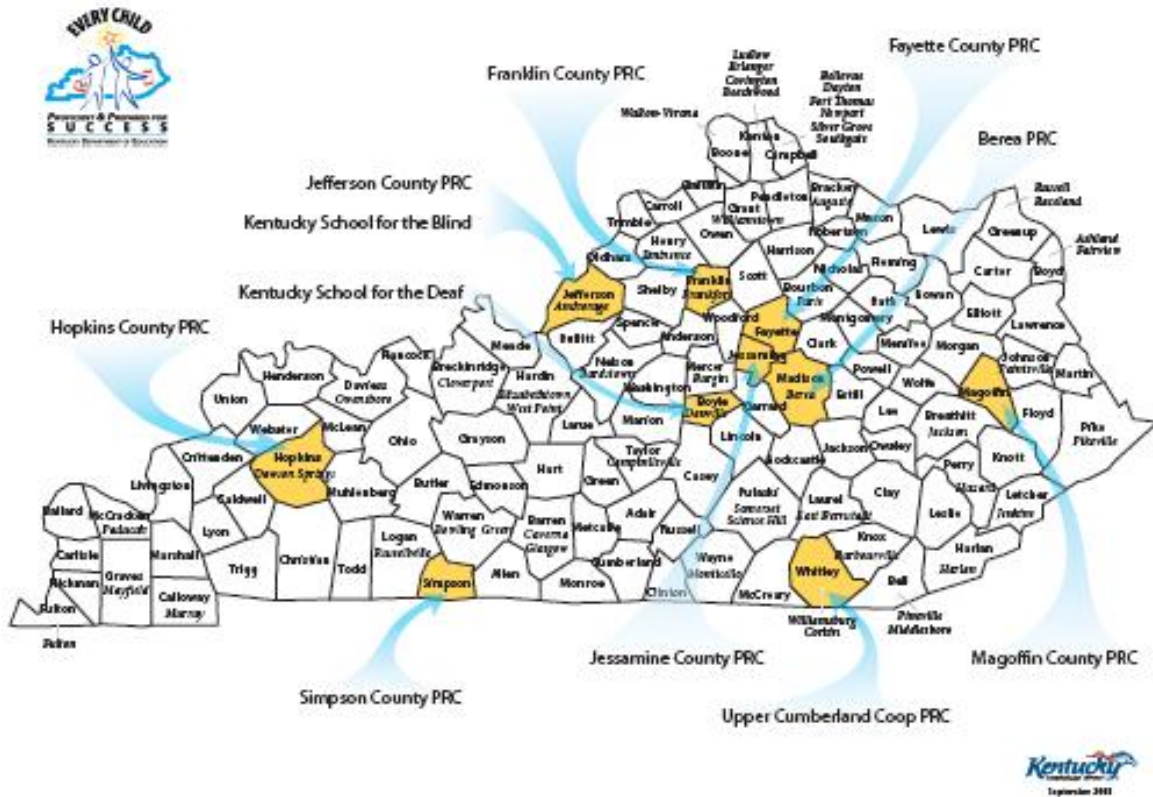 EVERY CHILD
PROFICIENT & PREPARED FOR
SUCCESS
KENTUCKY DEPARTMENT OF EDUCATION
Franklin County PRC
Fayette County PRC
Berea PRC
Jefferson County PRC
Kentucky School for the Blind
Kentucky School for the Deaf
Hopkins County PRC
Ludlow
Erlanger
Covington
Beechwood
Bellevue
Dayton
Fort Thomas
Newport
Silver Grove
Southgate
Walton-Verona
Russell
Raceland
Ashland
Fairview
Boone
Kenton
Campbell
Gallatin
Pendleton
Bracken
Augusta
Carroll
Grant
Williamstown
Trimble
Owen
Robertson
Mason
Lewis
Greenup
Henry
Eminence
Harrison
Oldham
Nicholas
Fleming
Carter
Boyd
Scott
Franklin
Frankfort
Shelby
Jefferson
Anchorage
Bourbon
Paris
Bath
Rowan
Elliott
Lawrence
Woodford
Fayette
Montgomery
Spencer
Anderson
Bullitt
Clark
Menifee
Morgan
Meade
Hancock
Breckinridge
Cloverport
Nelson
Bardstown
Jessamine
Mercer
Burgin
Johnson
Paintsville
Martin
Hardin
Elizabethtown
West Point
Henderson
Daviess
Owensboro
Washington
Madison
Berea
Powell
Wolfe
Magoffin
Union
Boyle
Danville
Garrard
Estill
Lee
Breathitt
Jackson
Floyd
Pike
Pikeville
Webster
McLean
Ohio
Grayson
Larue
Marion
Lincoln
Jackson
Owsley
Knott
Crittenden
Hopkins
Dawson Springs
Hart
Taylor
Campbellsville
Rockcastle
Perry
Hazard
Livingston
Caldwell
Muhlenberg
Butler
Edmonson
Green
Casey
Pulaski
Somerset
Science Hill
Laurel
East Bernstadt
Clay
Leslie
Letcher
Jenkins
Ballard
McCracken
Paducah
Lyon
Warren
Bowling Green
Barren
Caverna
Glasgow
Metcalfe
Adair
Russell
Knox
Barbourville
Harlan
Harlan
Carlisle
Marshall
Christian
Todd
Logan
Russellville
Trigg
Simpson
Allen
Monroe
Cumberland
Wayne
Monticello
Clinton
McCreary
Whitley
Bell
Hickman
Graves
Mayfield
Calloway
Murray
Fulton
Fulton
Williamsburg
Corbin
Pineville
Middlesboro
Jessamine County PRC
Magoffin County PRC
Simpson County PRC
Upper Cumberland Coop PRC
Kentucky